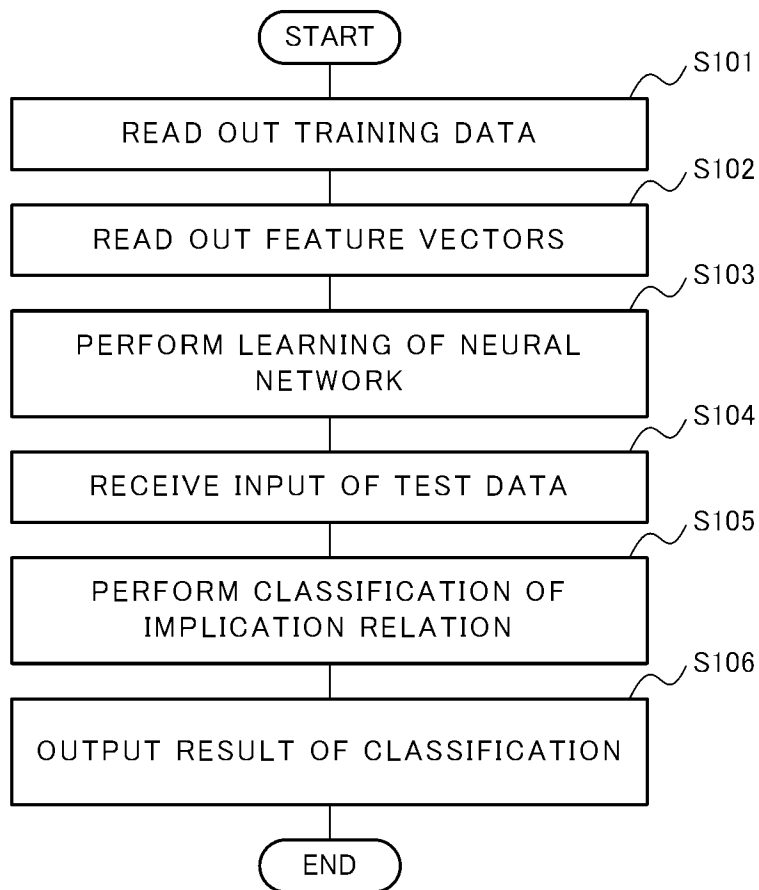 START
S101
READ OUT TRAINING DATA
S102
READ OUT FEATURE VECTORS
S103
PERFORM LEARNING OF NEURAL
NETWORK
S104
RECEIVE INPUT OF TEST DATA
S105
PERFORM CLASSIFICATION OF
IMPLICATION RELATION
S106
OUTPUT RESULT OF CLASSIFICATION
END